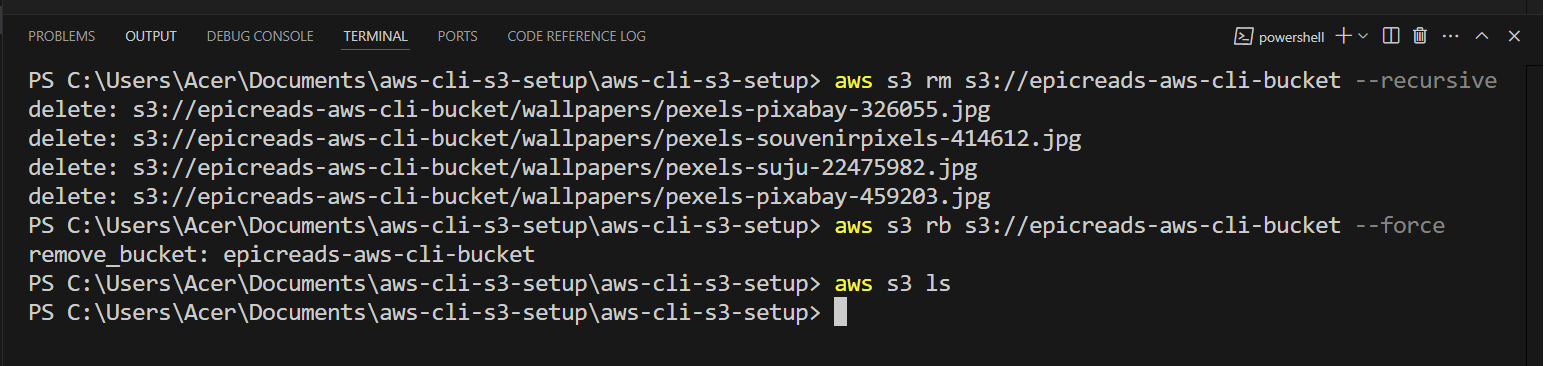 PROBLEMS OUTPUT DEBUG CONSOLE TERMINAL PORTS CODE REFERENCE LOG powershell
PS C:\Users\Acer\Documents\aws-cli-s3-setup\aws-cli-s3-setup> aws s3 rm s3://epicreads-aws-cli-bucket --recursive
delete: s3://epicreads-aws-cli-bucket/wallpapers/pexels-pixabay-326055.jpg
delete: s3://epicreads-aws-cli-bucket/wallpapers/pexels-souvenirpixels-414612.jpg
delete: s3://epicreads-aws-cli-bucket/wallpapers/pexels-suju-22475982.jpg
delete: s3://epicreads-aws-cli-bucket/wallpapers/pexels-pixabay-459203.jpg
PS C:\Users\Acer\Documents\aws-cli-s3-setup\aws-cli-s3-setup> aws s3 rb s3://epicreads-aws-cli-bucket --force
remove_bucket: epicreads-aws-cli-bucket
PS C:\Users\Acer\Documents\aws-cli-s3-setup\aws-cli-s3-setup> aws s3 ls
PS C:\Users\Acer\Documents\aws-cli-s3-setup\aws-cli-s3-setup>